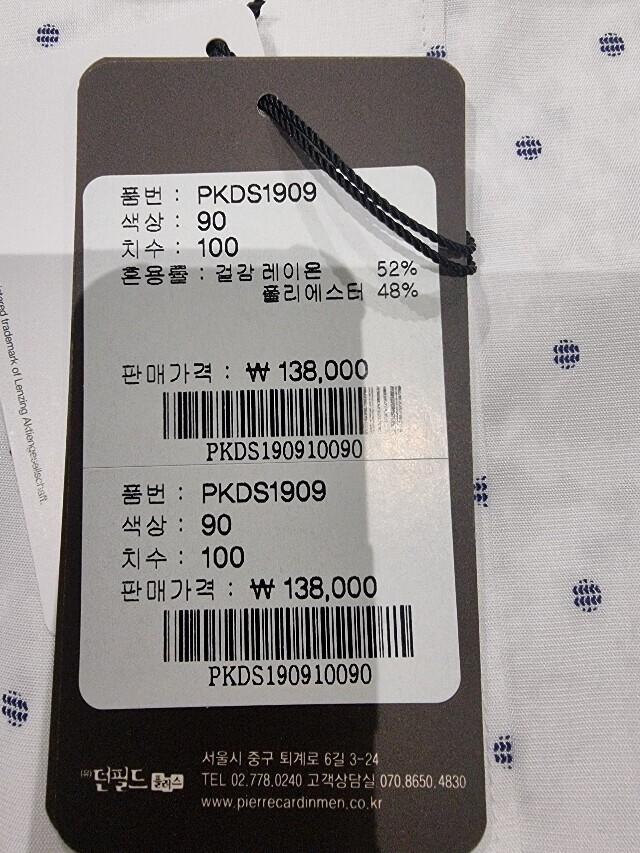 품번 : PKDS1909
색상 : 90
치수 : 100
혼용률 : 겉감 레이온 52%
폴리에스터 48%
판매가격 : ₩ 138,000
PKDS190910090
품번 : PKDS1909
색상 : 90
치수 : 100
판매가격 : ₩ 138,000
PKDS190910090
서울시 중구 퇴계로 6길 3-24
(주)던필드 플러스 TEL 02.778.0240 고객상담실 070.8650.4830
www.pierrecardinmen.co.kr
trademark of Lenzing Aktiengesellschaft.